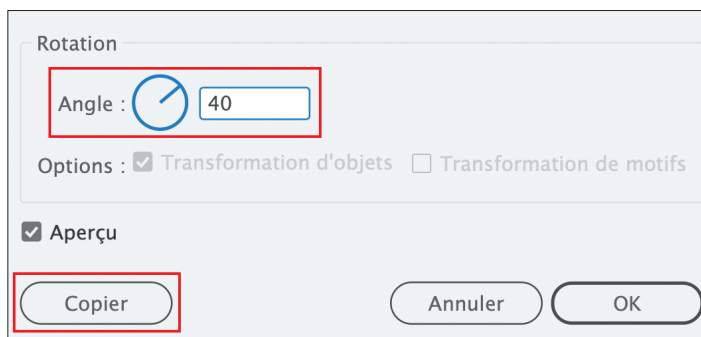 Rotation
Angle : 40
Options : Transformation d'objets Transformation de motifs
Aperçu
Copier Annuler OK